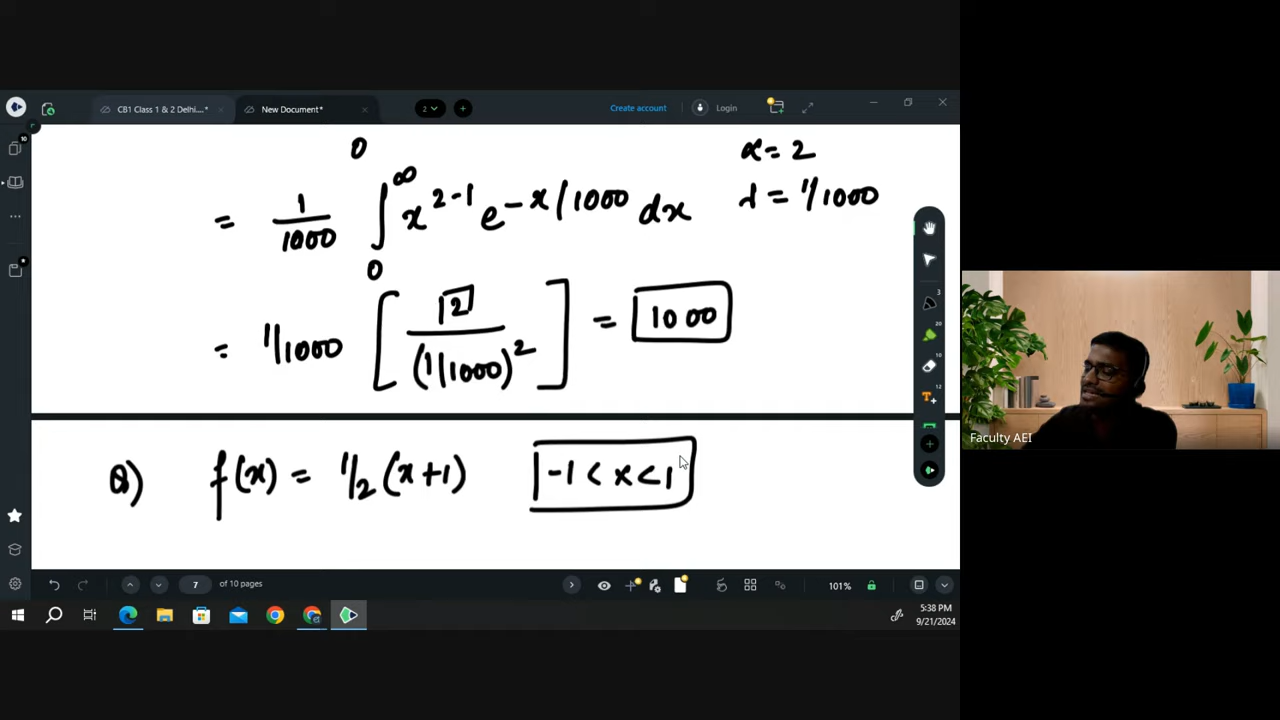 CB1 Class 1 & 2 Delhi....* New Document* 2 Create account Login
0
α = 2
= 1/1000 ∫₀^∞ x^{2-1} e^{-x/1000} dx λ = 1/1000
= 1/1000 [ Γ2 / (1/1000)^2 ] = 1000
Q) f(x) = 1/2 (x+1) -1 < x < 1
Faculty AEI
7 of 10 pages 101%
5:38 PM
9/21/2024